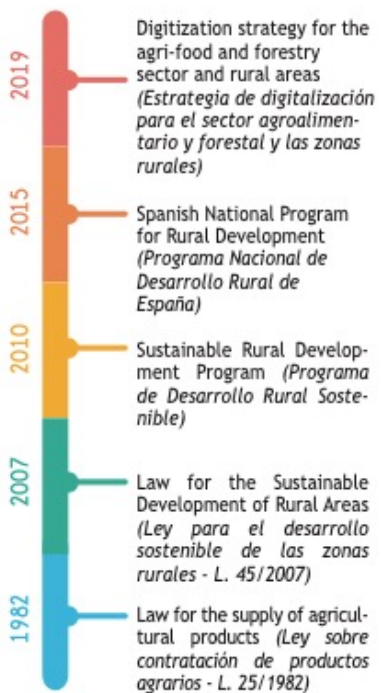 2019
Digitization strategy for the
agri-food and forestry
sector and rural areas
(Estrategia de digitalización
para el sector agroalimen-
tario y forestal y las zonas
rurales)
2015
Spanish National Program
for Rural Development
(Programa Nacional de
Desarrollo Rural de
España)
2010
Sustainable Rural Develop-
ment Program (Programa
de Desarrollo Rural Soste-
nible)
2007
Law for the Sustainable
Development of Rural Areas
(Ley para el desarrollo
sostenible de las zonas
rurales - L. 45/2007)
1982
Law for the supply of agricul-
tural products (Ley sobre
contratación de productos
agrarios - L. 25/1982)